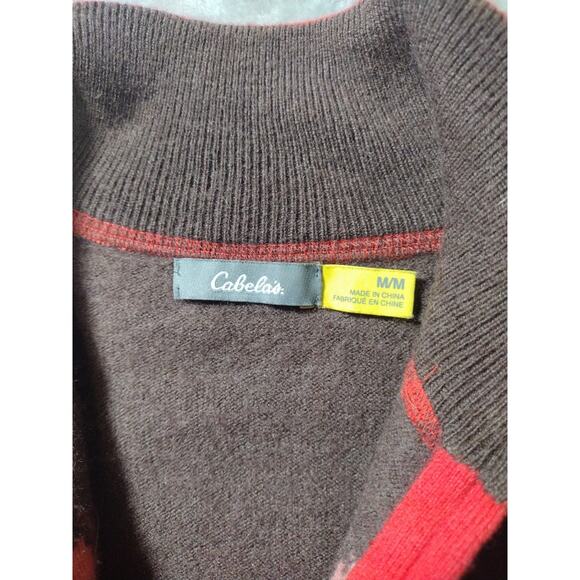 Cabela's.
M/M
MADE IN CHINA
FABRIQUÉ EN CHINE